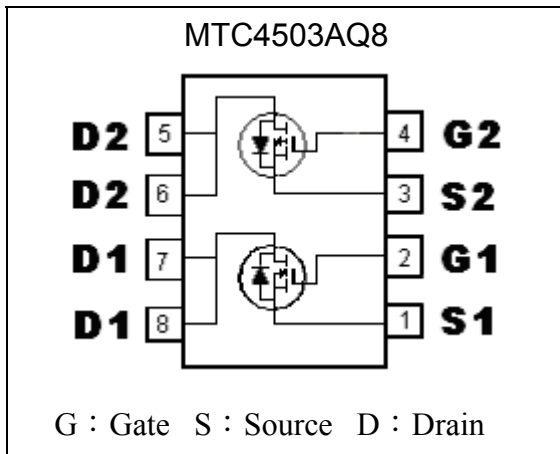 MTC4503AQ8
D2 5 4 G2
D2 6 3 S2
D1 7 2 G1
D1 8 1 S1
G：Gate S：Source D：Drain